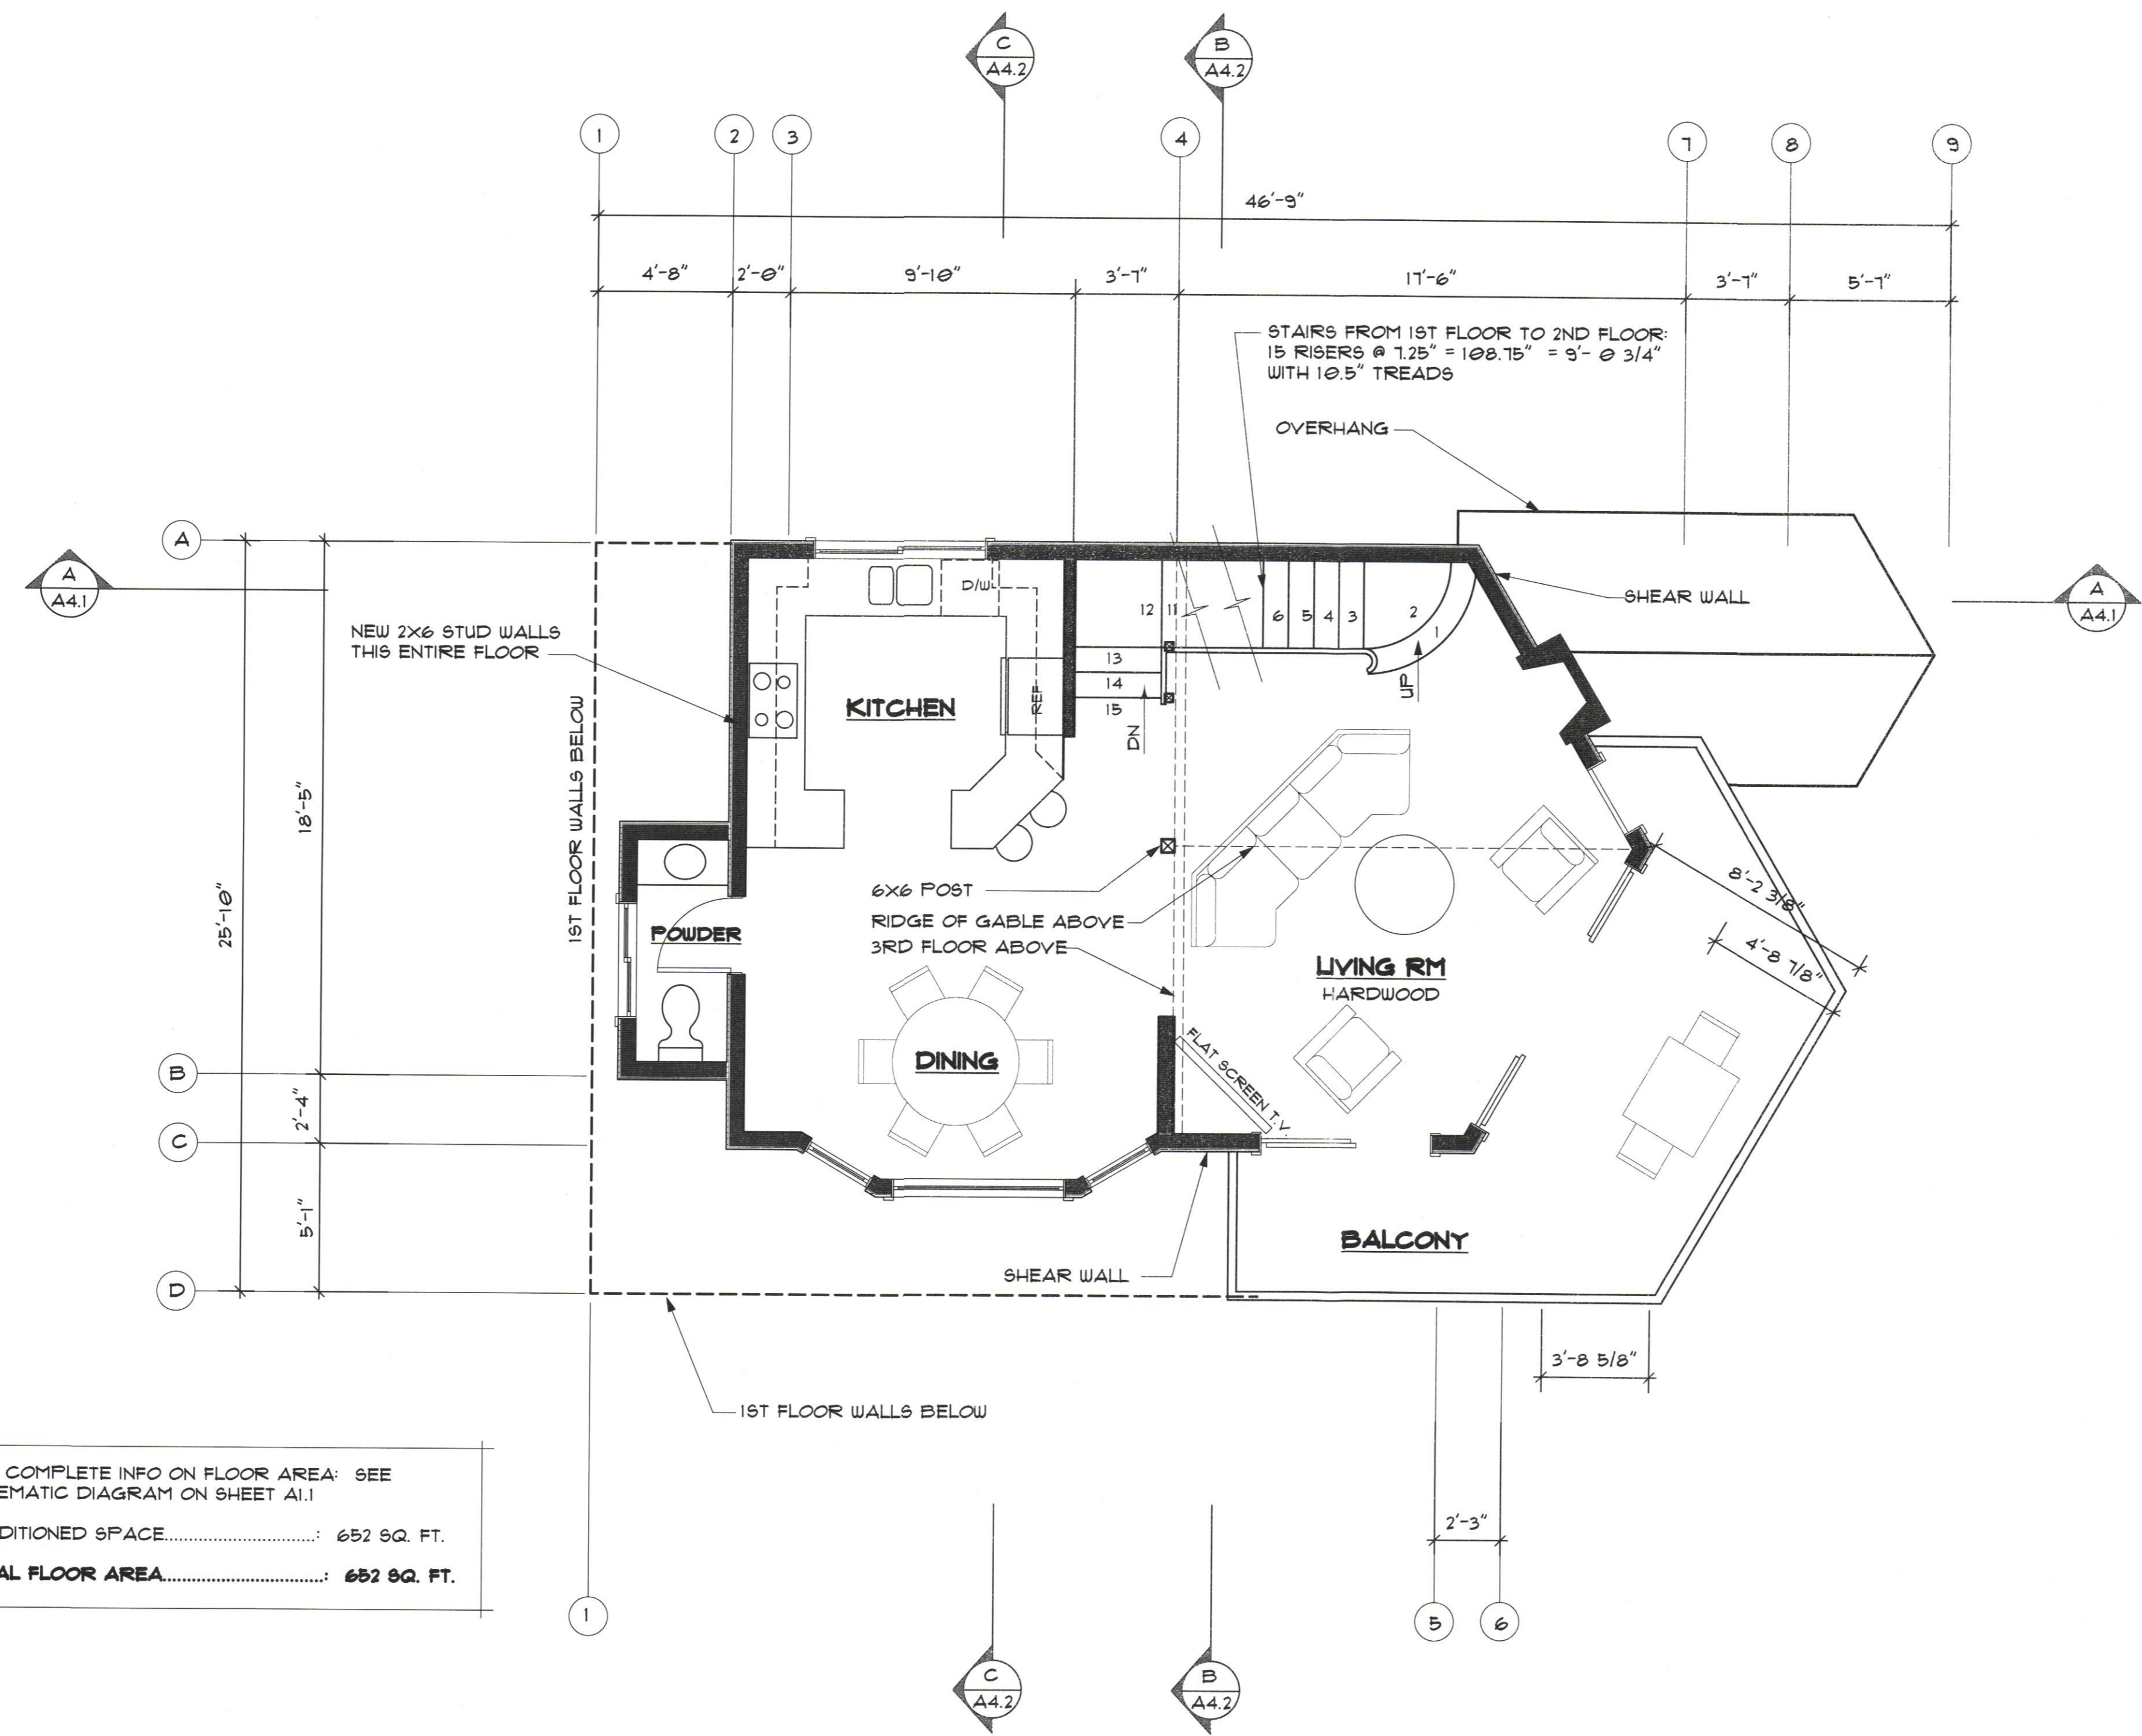 C
A4.2
B
A4.2
1
2
3
4
7
8
9
46'-9"
4'-8"
2'-0"
9'-10"
3'-7"
17'-6"
3'-7"
5'-7"
STAIRS FROM 1ST FLOOR TO 2ND FLOOR:
15 RISERS @ 7.25" = 108.75" = 9'- 0 3/4"
WITH 10.5" TREADS
OVERHANG
A
A
A4.1
A
A4.1
SHEAR WALL
NEW 2X6 STUD WALLS
THIS ENTIRE FLOOR
1ST FLOOR WALLS BELOW
D/W
12
11
6
5
4
3
2
1
13
14
15
UP
DN
REF
KITCHEN
18'-5"
25'-10"
6X6 POST
RIDGE OF GABLE ABOVE
3RD FLOOR ABOVE
POWDER
8'-2 3/8"
4'-8 7/8"
LIVING RM
HARDWOOD
DINING
FLAT SCREEN T.V.
B
2'-4"
C
5'-1"
D
BALCONY
SHEAR WALL
3'-8 5/8"
1ST FLOOR WALLS BELOW
COMPLETE INFO ON FLOOR AREA: SEE
EMATIC DIAGRAM ON SHEET A1.1
DITIONED SPACE..............................: 652 SQ. FT.
AL FLOOR AREA................................: 652 SQ. FT.
2'-3"
1
5
6
C
A4.2
B
A4.2